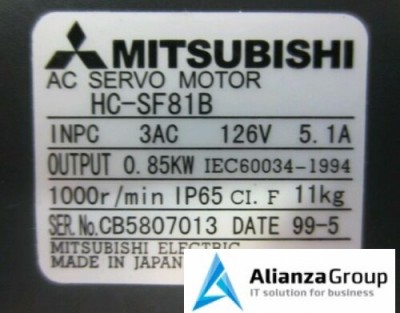 MITSUBISHI
AC SERVO MOTOR
HC-SF81B
INPC 3AC 126V 5.1A
OUTPUT 0.85KW IEC60034-1994
1000r/min IP65 CI. F 11kg
SER.No.CB5807013 DATE 99-5
MITSUBISHI ELECTRIC
MADE IN JAPAN
AlianzaGroup
IT solution for business